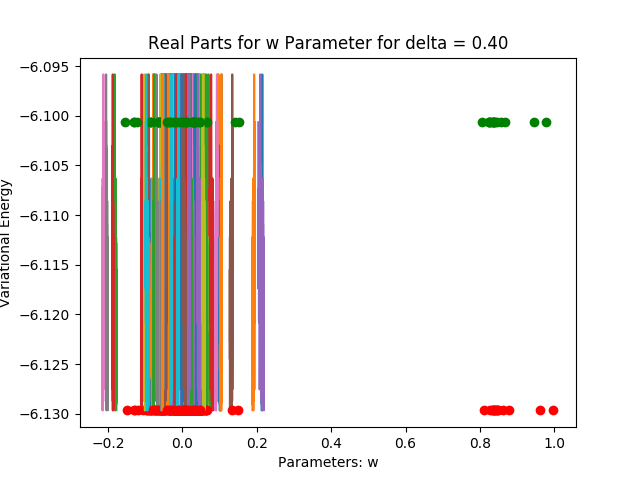 Real Parts for w Parameter for delta = 0.40
Variational Energy
−6.095
−6.100
−6.105
−6.110
−6.115
−6.120
−6.125
−6.130
−0.2 0.0 0.2 0.4 0.6 0.8 1.0
Parameters: w